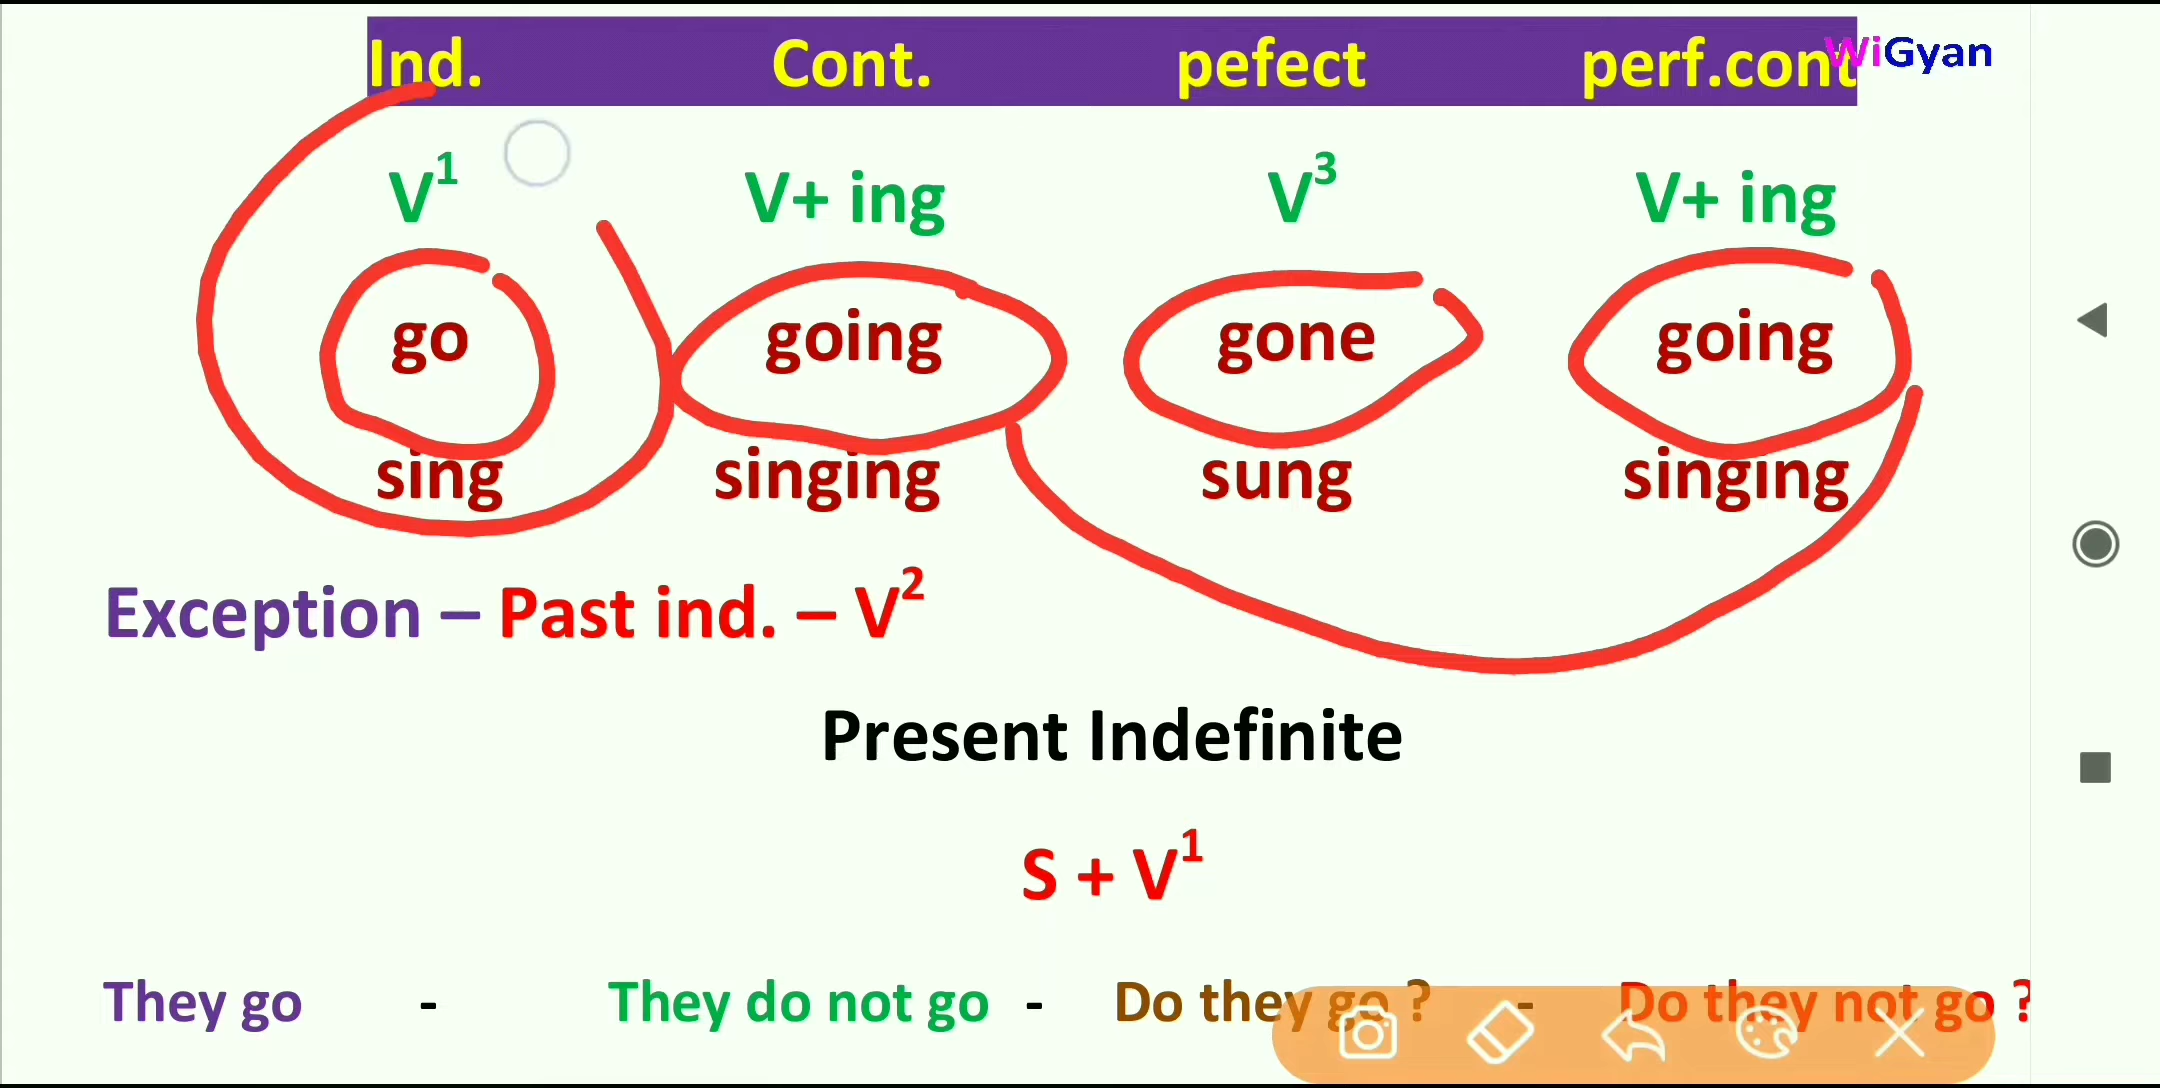 Ind. Cont. pefect perf.cont WiGyan
V¹ V+ ing V³ V+ ing
go going gone going
sing singing sung singing
Exception – Past ind. – V²
Present Indefinite
S + V¹
They go - They do not go - Do they go ? - Do they not go ?